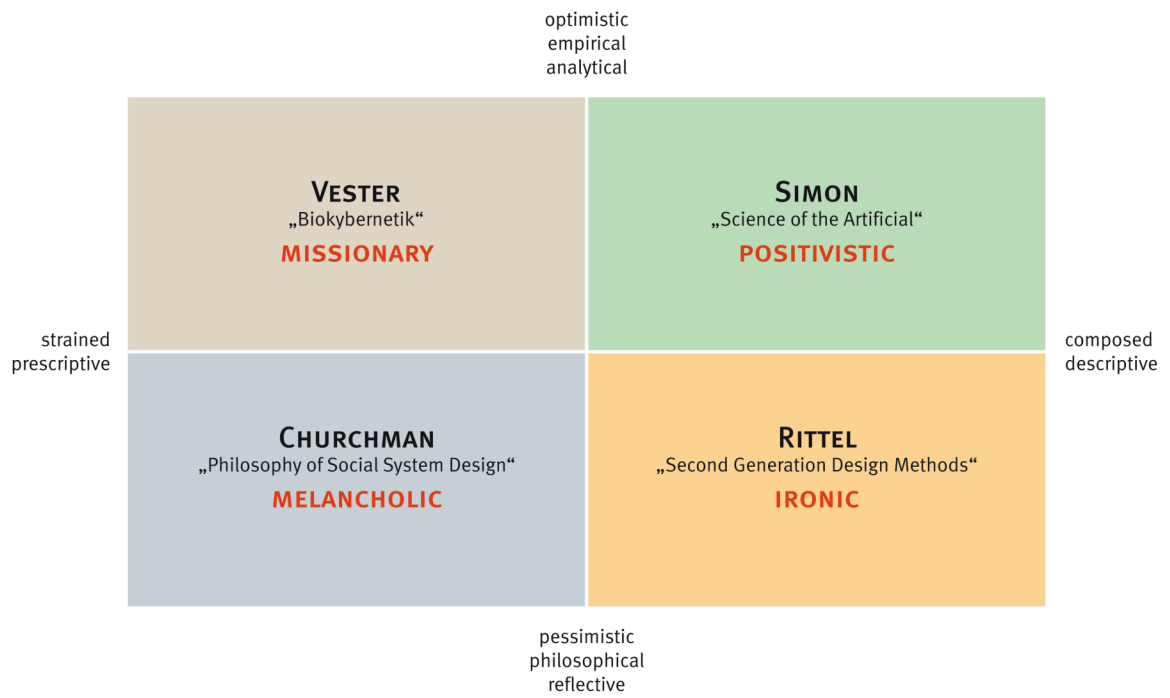 optimistic
empirical
analytical
VESTER
„Biokybernetik“
MISSIONARY
SIMON
„Science of the Artificial“
POSITIVISTIC
strained
prescriptive
composed
descriptive
CHURCHMAN
„Philosophy of Social System Design“
MELANCHOLIC
RITTEL
„Second Generation Design Methods“
IRONIC
pessimistic
philosophical
reflective